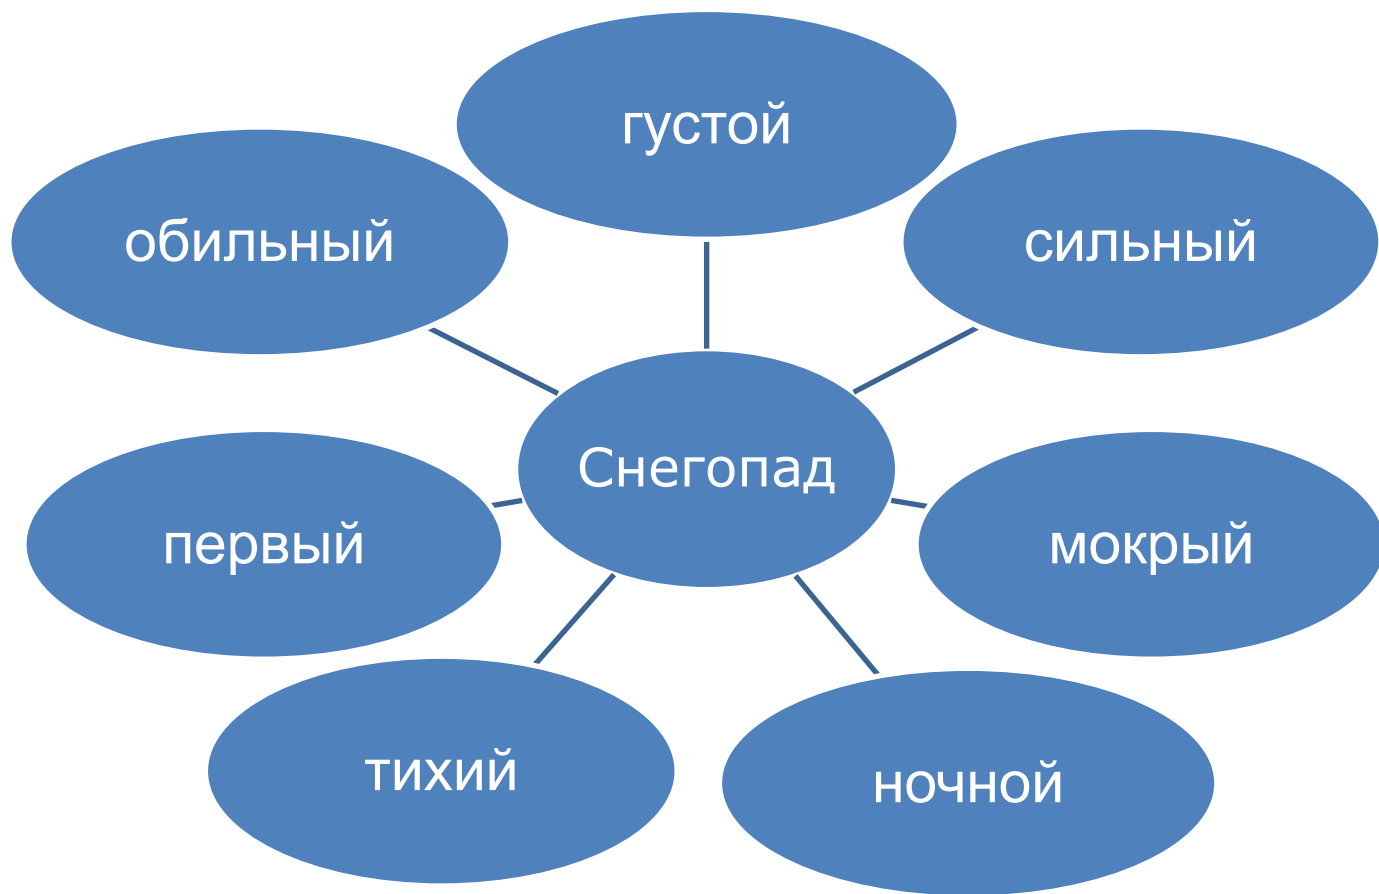 густой
обильный
сильный
Снегопад
первый
мокрый
тихий
ночной